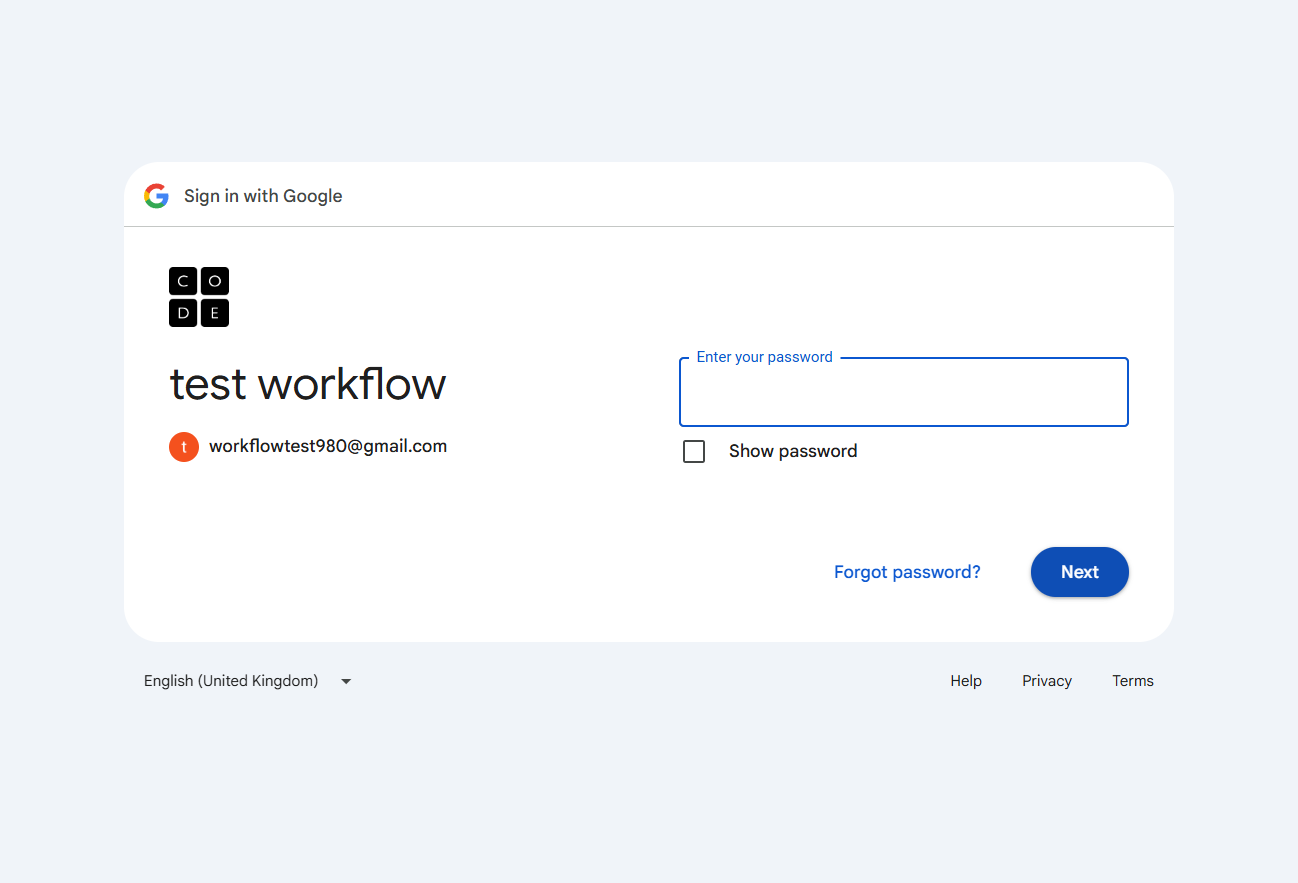 Sign in with Google
C O
D E
test workflow
t workflowtest980@gmail.com
Enter your password
Show password
Forgot password?
Next
English (United Kingdom)
Help Privacy Terms